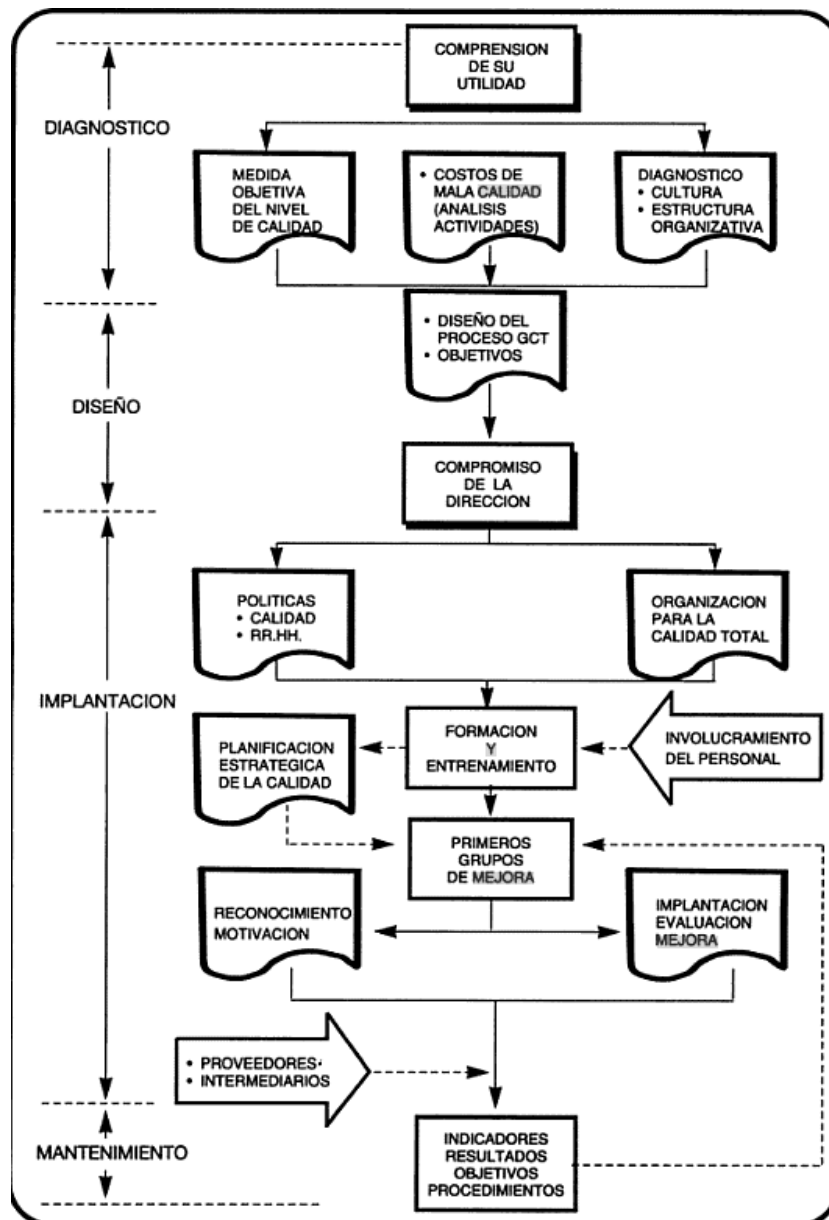 COMPRENSION
DE SU
UTILIDAD
DIAGNOSTICO
MEDIDA
OBJETIVA
DEL NIVEL
DE CALIDAD
• COSTOS DE
MALA CALIDAD
(ANALISIS
ACTIVIDADES)
DIAGNOSTICO
• CULTURA
• ESTRUCTURA
ORGANIZATIVA
• DISEÑO DEL
PROCESO GCT
• OBJETIVOS
DISEÑO
COMPROMISO
DE LA
DIRECCION
POLITICAS
• CALIDAD
• RR.HH.
ORGANIZACION
PARA LA
CALIDAD TOTAL
IMPLANTACION
PLANIFICACION
ESTRATEGICA
DE LA CALIDAD
FORMACION
Y
ENTRENAMIENTO
INVOLUCRAMIENTO
DEL PERSONAL
PRIMEROS
GRUPOS
DE MEJORA
RECONOCIMIENTO
MOTIVACION
IMPLANTACION
EVALUACION
MEJORA
• PROVEEDORES
• INTERMEDIARIOS
MANTENIMIENTO
INDICADORES
RESULTADOS
OBJETIVOS
PROCEDIMIENTOS